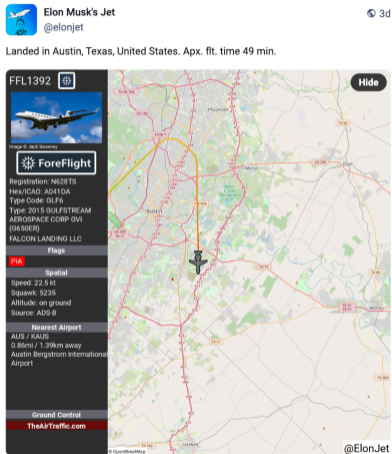 Elon Musk's Jet
3d
@elonjet
Landed in Austin, Texas, United States. Apx. flt. time 49 min.
FFL1392
Hide
Image © Jack Sweeney
ForeFlight
Registration: N628TS
Hex/ICAO: A041DA
Type Code: GLF6
Type: 2015 GULFSTREAM
AEROSPACE CORP GVI
(G650ER)
FALCON LANDING LLC
Flags
PIA
Spatial
Speed: 22.5 kt
Squawk: 5235
Altitude: on ground
Source: ADS-B
Nearest Airport
AUS / KAUS
0.86mi / 1.39km away
Austin Bergstrom International
Airport
Ground Control
TheAirTraffic.com
Austin
© OpenStreetMap
@ElonJet